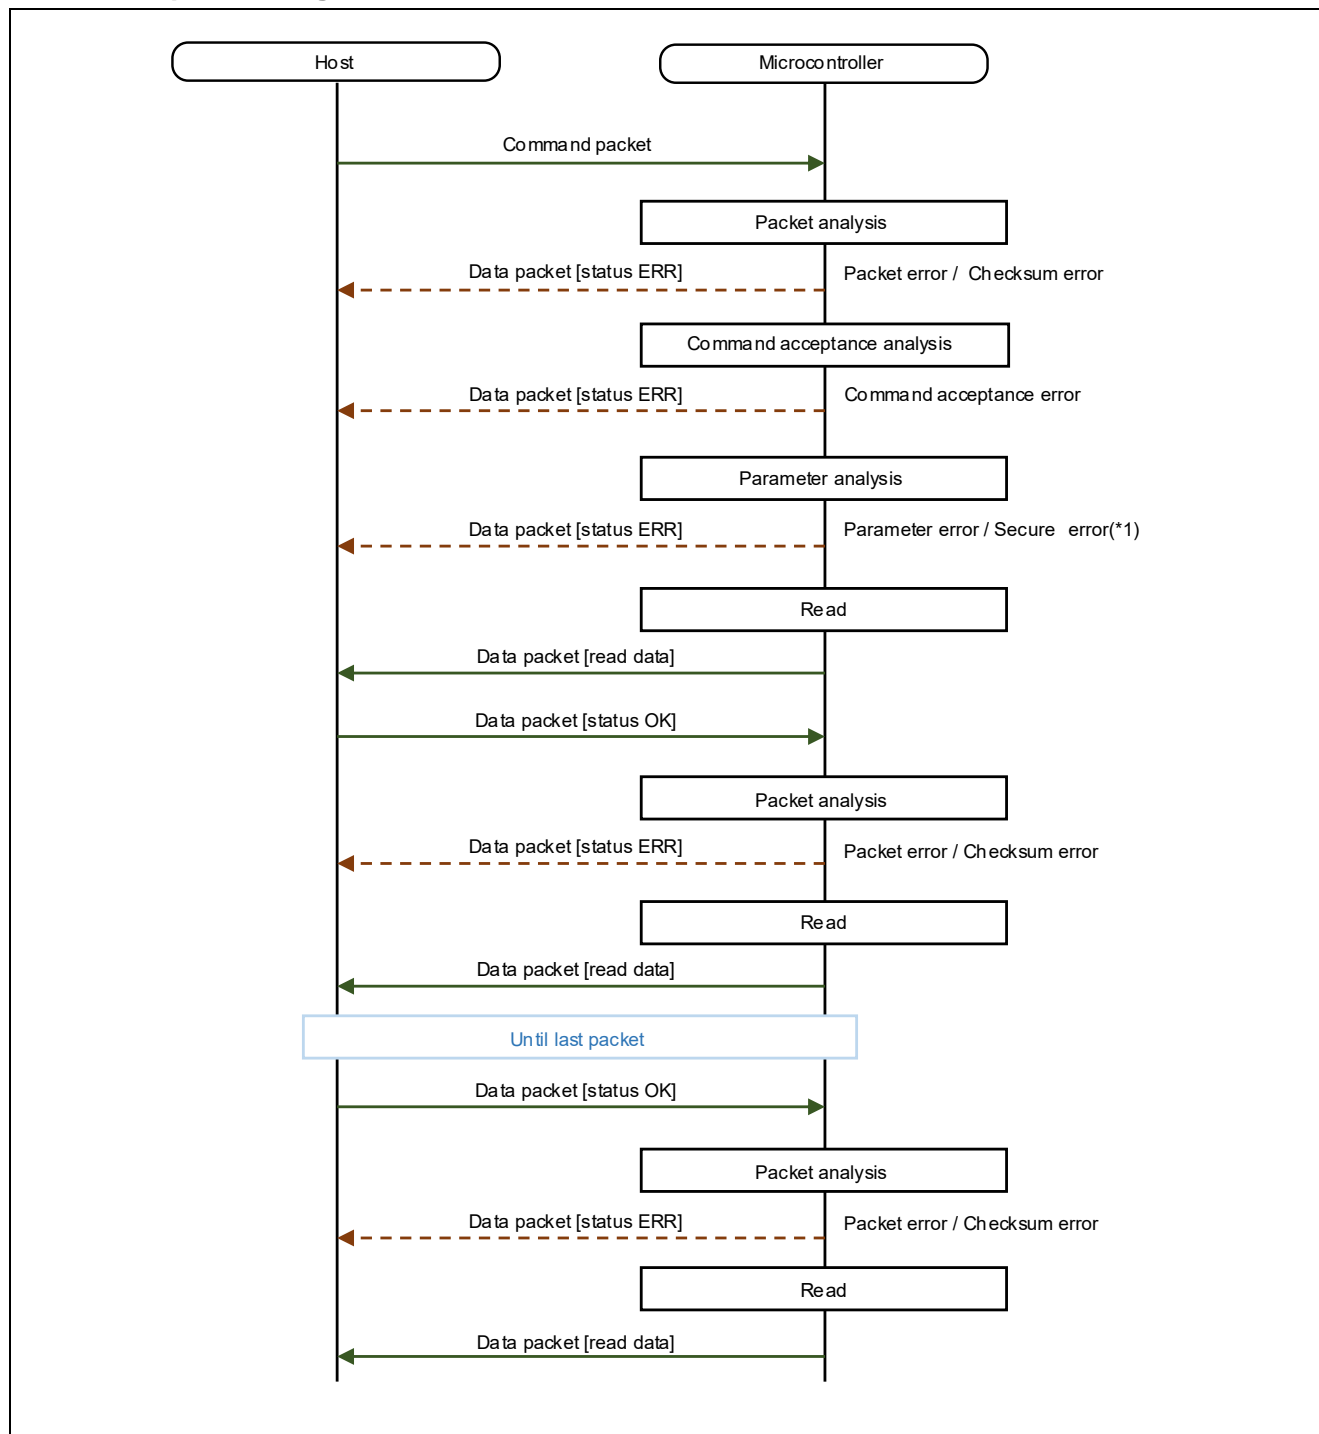 Host
Microcontroller
Command packet
Packet analysis
Data packet [status ERR]
Packet error / Checksum error
Command acceptance analysis
Data packet [status ERR]
Command acceptance error
Parameter analysis
Data packet [status ERR]
Parameter error / Secure error(*1)
Read
Data packet [read data]
Data packet [status OK]
Packet analysis
Data packet [status ERR]
Packet error / Checksum error
Read
Data packet [read data]
Until last packet
Data packet [status OK]
Packet analysis
Data packet [status ERR]
Packet error / Checksum error
Read
Data packet [read data]